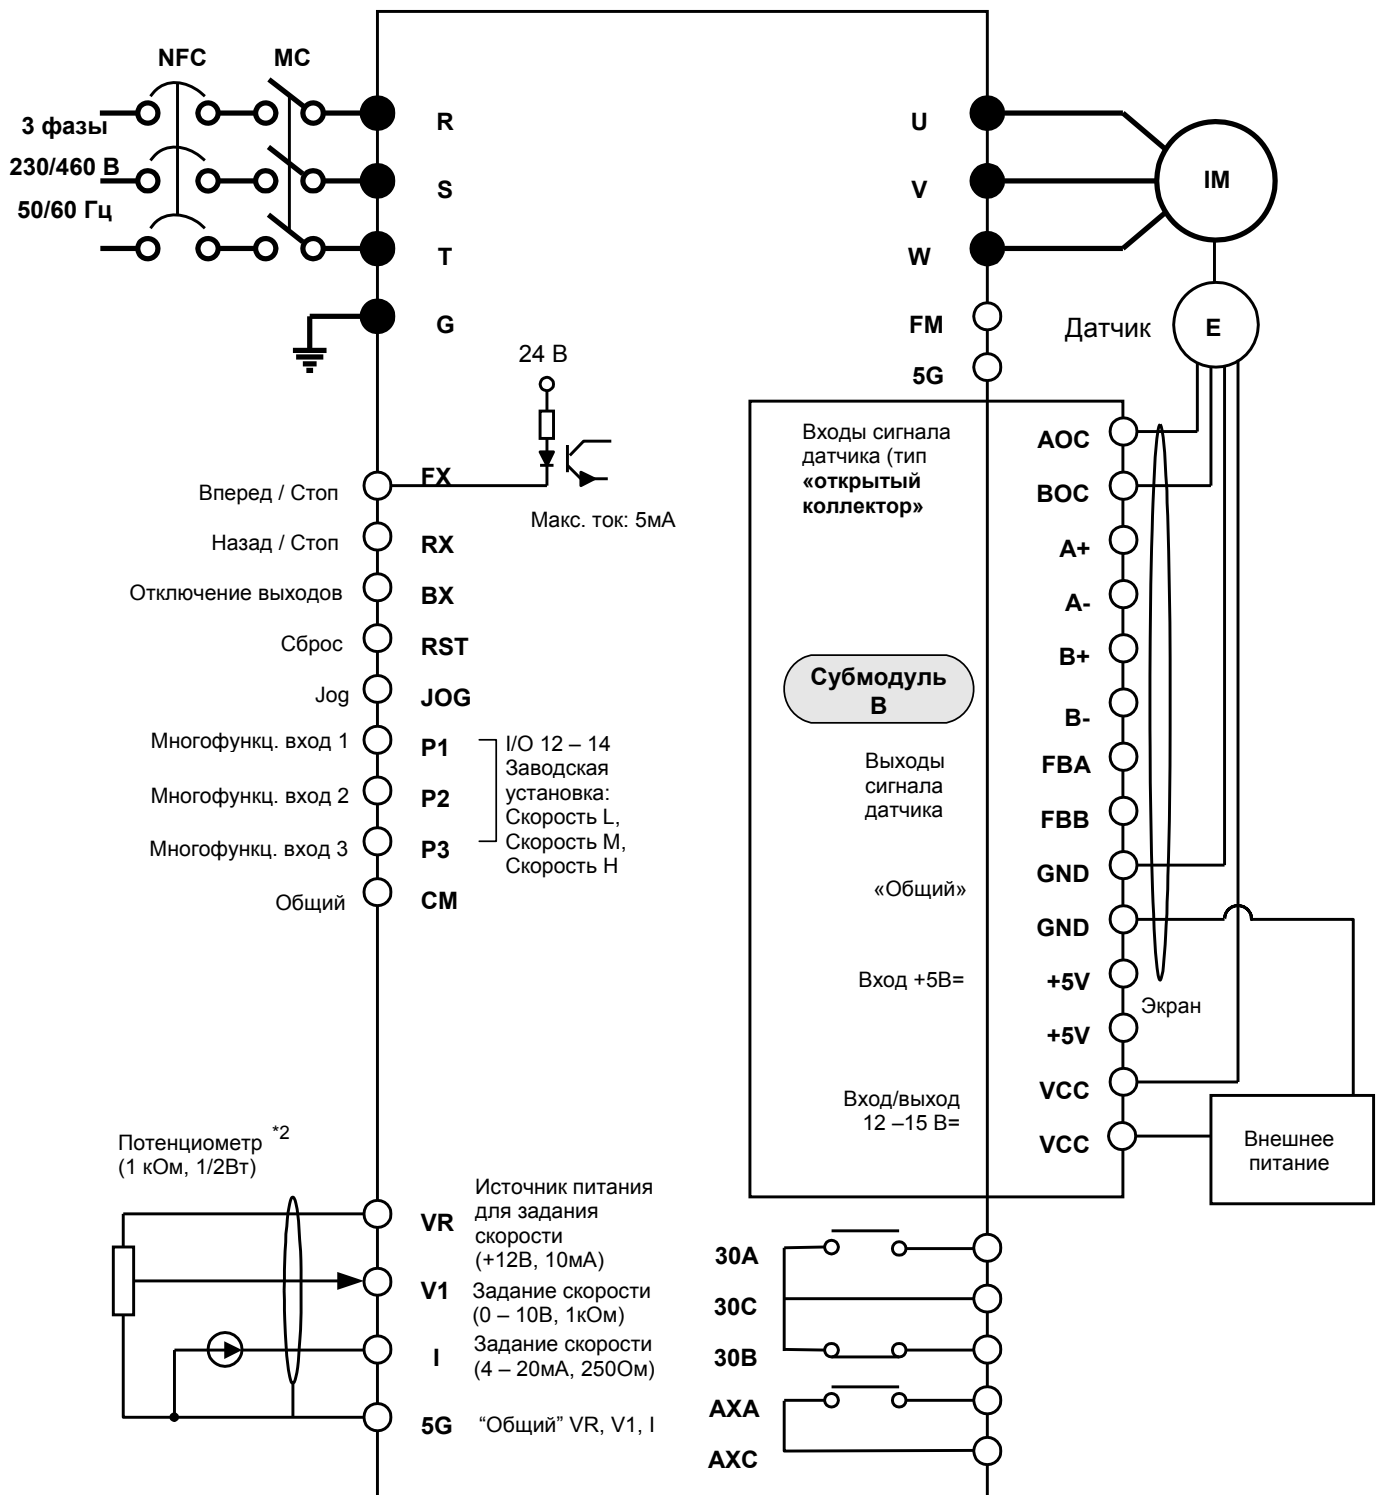 NFC
MC
3 фазы
230/460 В
50/60 Гц
R
S
T
G
U
V
W
FM
5G
IM
Датчик
E
24 В
FX
Макс. ток: 5мА
Вперед / Стоп
Назад / Стоп
RX
Отключение выходов
BX
Сброс
RST
Jog
JOG
Многофункц. вход 1
P1
Многофункц. вход 2
P2
Многофункц. вход 3
P3
Общий
CM
I/O 12 – 14
Заводская
установка:
Скорость L,
Скорость M,
Скорость H
Входы сигнала
датчика (тип
«открытый
коллектор»
Субмодуль
В
Выходы
сигнала
датчика
«Общий»
Вход +5В=
Вход/выход
12 –15 В=
AOC
BOC
A+
A-
B+
B-
FBA
FBB
GND
GND
+5V
+5V
VCC
VCC
Экран
Внешнее
питание
Потенциометр *2
(1 кОм, 1/2Вт)
VR
Источник питания
для задания
скорости
(+12В, 10мА)
V1
Задание скорости
(0 – 10В, 1кОм)
I
Задание скорости
(4 – 20мА, 250Ом)
5G
“Общий” VR, V1, I
30A
30C
30B
AXA
AXC